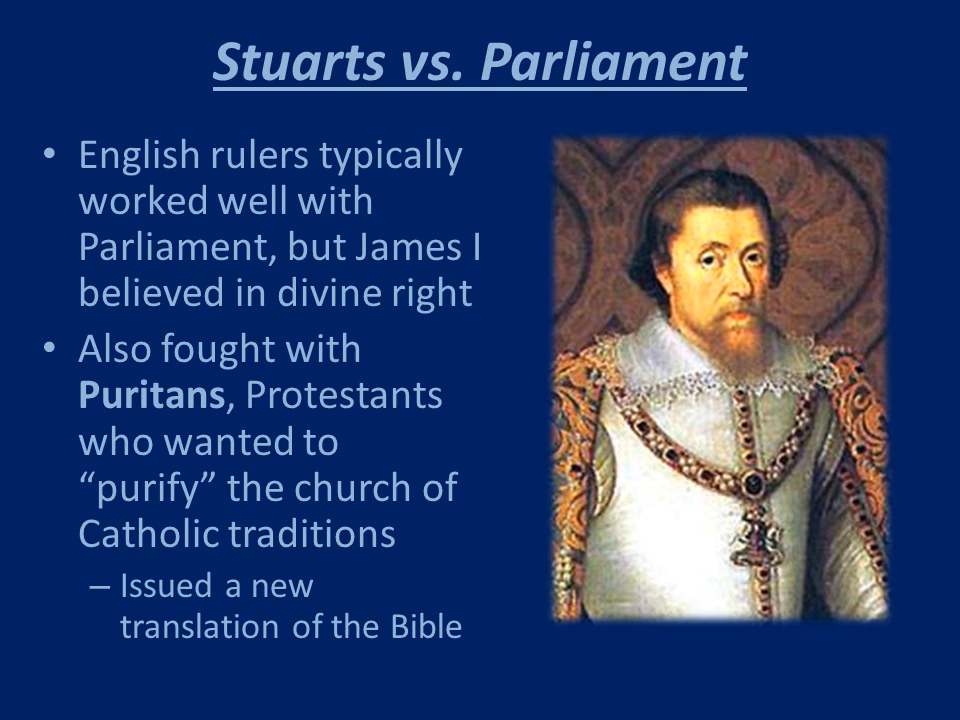 Stuarts vs. Parliament
• English rulers typically
worked well with
Parliament, but James I
believed in divine right
• Also fought with
Puritans, Protestants
who wanted to
“purify” the church of
Catholic traditions
– Issued a new
translation of the Bible